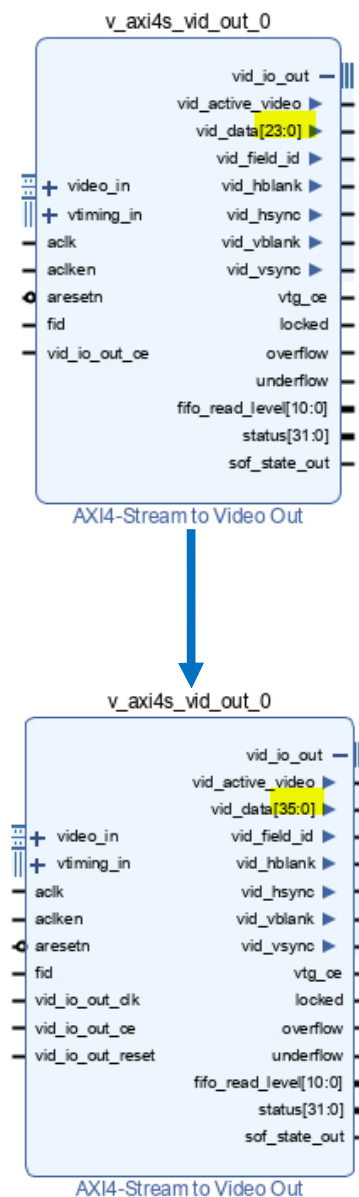 v_axi4s_vid_out_0
vid_io_out
vid_active_video
vid_data[23:0]
vid_field_id
video_in vid_hblank
vtiming_in vid_hsync
aclk vid_vblank
aclken vid_vsync
aresetn vtg_ce
fid locked
vid_io_out_ce overflow
underflow
fifo_read_level[10:0]
status[31:0]
sof_state_out
AXI4-Stream to Video Out
v_axi4s_vid_out_0
vid_io_out
vid_active_video
vid_data[35:0]
video_in vid_field_id
vtiming_in vid_hblank
aclk vid_hsync
aclken vid_vblank
aresetn vid_vsync
fid vtg_ce
vid_io_out_clk locked
vid_io_out_ce overflow
vid_io_out_reset underflow
fifo_read_level[10:0]
status[31:0]
sof_state_out
AXI4-Stream to Video Out